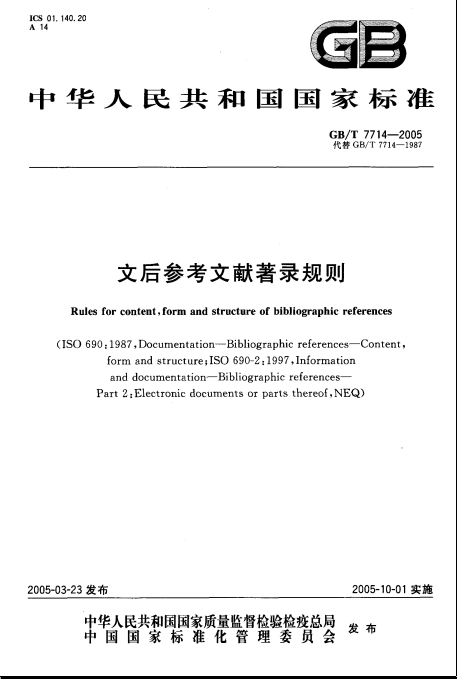 ICS 01.140.20
A 14
GB
中华人民共和国国家标准
GB/T 7714—2005
代替 GB/T 7714—1987
文后参考文献著录规则
Rules for content,form and structure of bibliographic references
(ISO 690:1987,Documentation—Bibliographic references—Content,
form and structure;ISO 690-2:1997,Information
and documentation—Bibliographic references—
Part 2:Electronic documents or parts thereof,NEQ)
2005-03-23 发布
2005-10-01 实施
中华人民共和国国家质量监督检验检疫总局
中国国家标准化管理委员会
发布